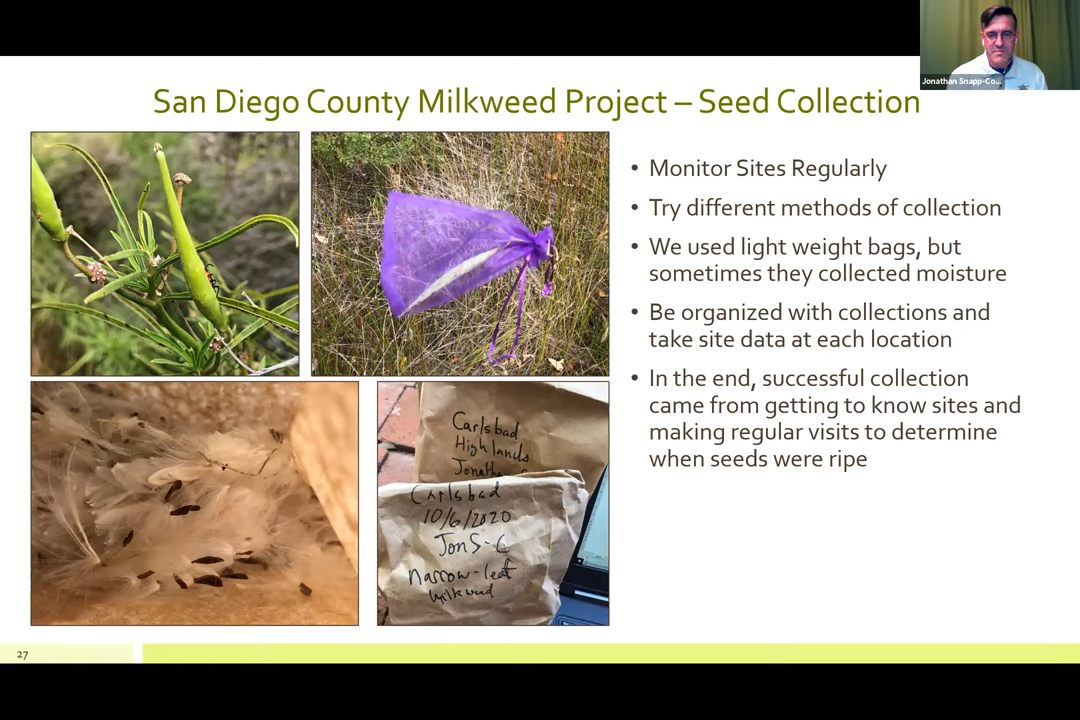 Jonathan Snapp-Co...
San Diego County Milkweed Project – Seed Collection
• Monitor Sites Regularly
• Try different methods of collection
• We used light weight bags, but
sometimes they collected moisture
• Be organized with collections and
take site data at each location
• In the end, successful collection
came from getting to know sites and
making regular visits to determine
when seeds were ripe
Carlsbad
Highlands
Carlsbad
10/6/2020
Jon S-C
narrow-leaf
milkweed
27